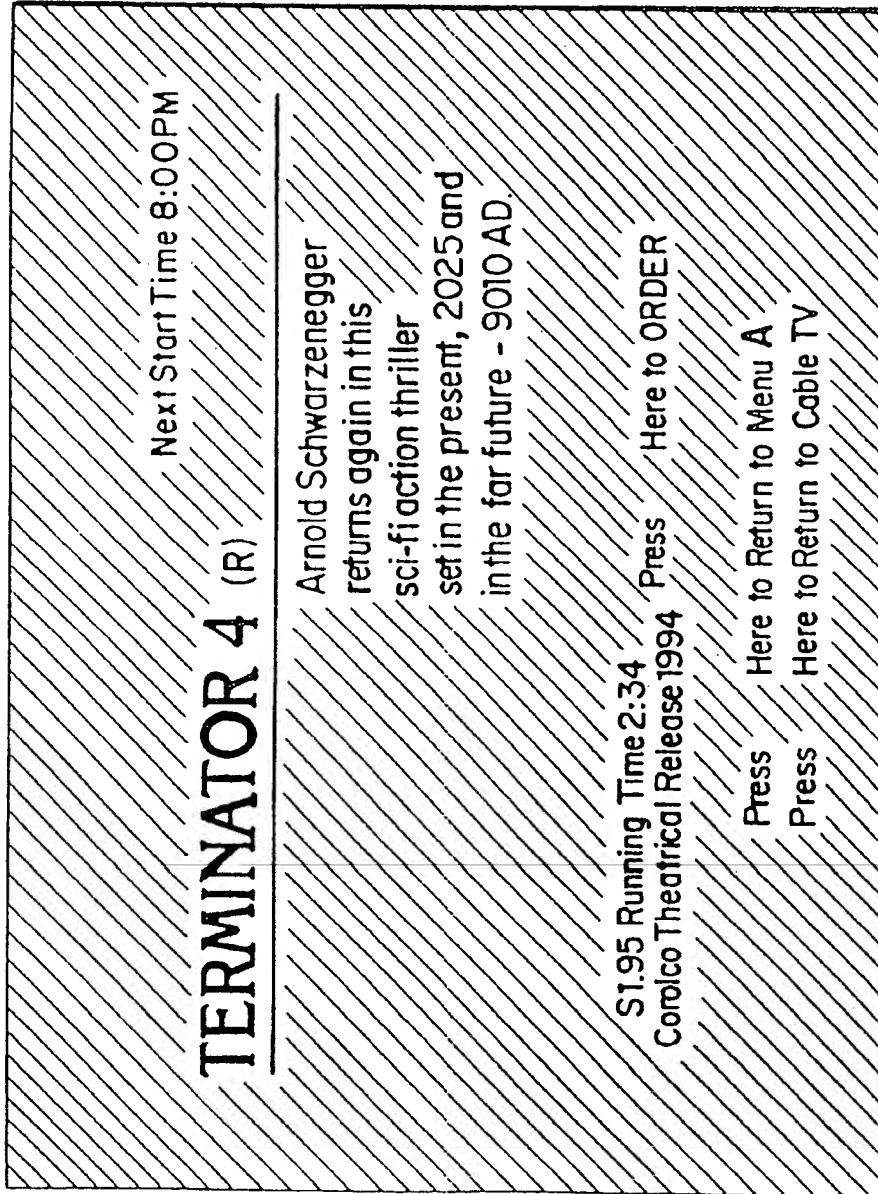 Next Start Time 8:00PM
TERMINATOR 4 (R)
Arnold Schwarzenegger
returns again in this
sci-fi action thriller
set in the present, 2025 and
in the far future - 9010 AD.
S1.95 Running Time 2:34
Corolco Theatrical Release 1994
Press Here to ORDER
Press Here to Return to Menu A
Press Here to Return to Cable TV